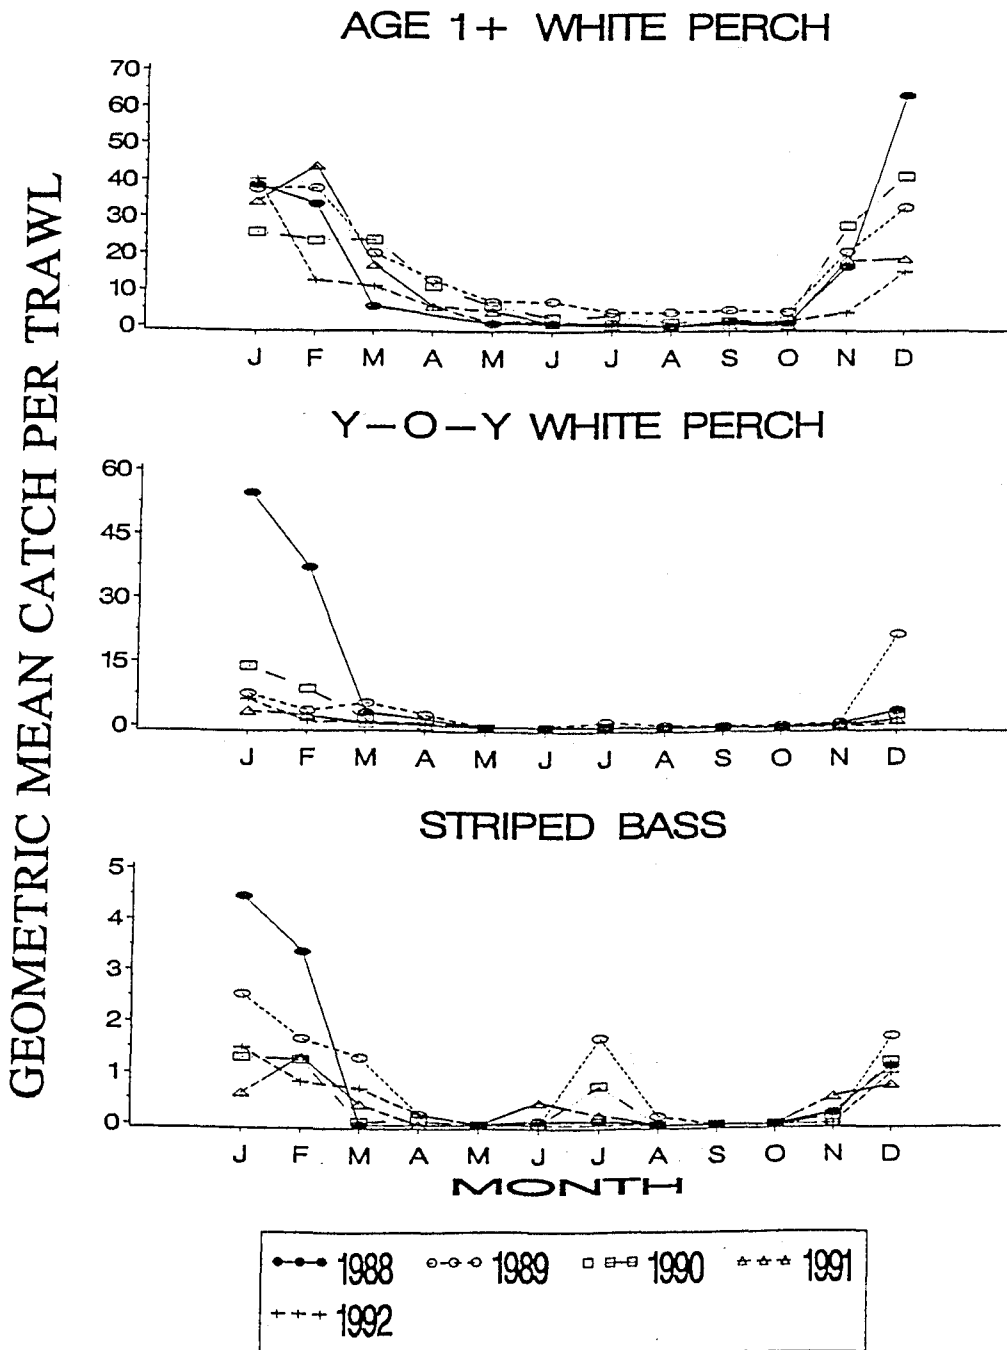 AGE 1+ WHITE PERCH
GEOMETRIC MEAN CATCH PER TRAWL
70
60
50
40
30
20
10
0
J F M A M J J A S O N D
Y-O-Y WHITE PERCH
60
45
30
15
0
J F M A M J J A S O N D
STRIPED BASS
5
4
3
2
1
0
J F M A M J J A S O N D
MONTH
1988 1989 1990 1991
1992